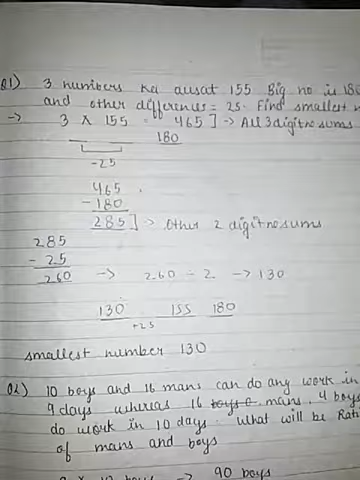 Q1) 3 numbers ka ausat 155 Big no is 180
and other difference = 25. Find smallest
→ 3 × 155 = 465] → All 3 digit no sums
180
-25
465
- 180
285] → Other 2 digit no sums
285
- 25
260 → 260 ÷ 2 → 130
130 155 180
+25
smallest number 130
Q2) 10 boys and 16 mans can do any work in
9 days whereas 16 boys c mans, 4 boys
do work in 10 days. What will be
of mans and boys
→ 90 boys